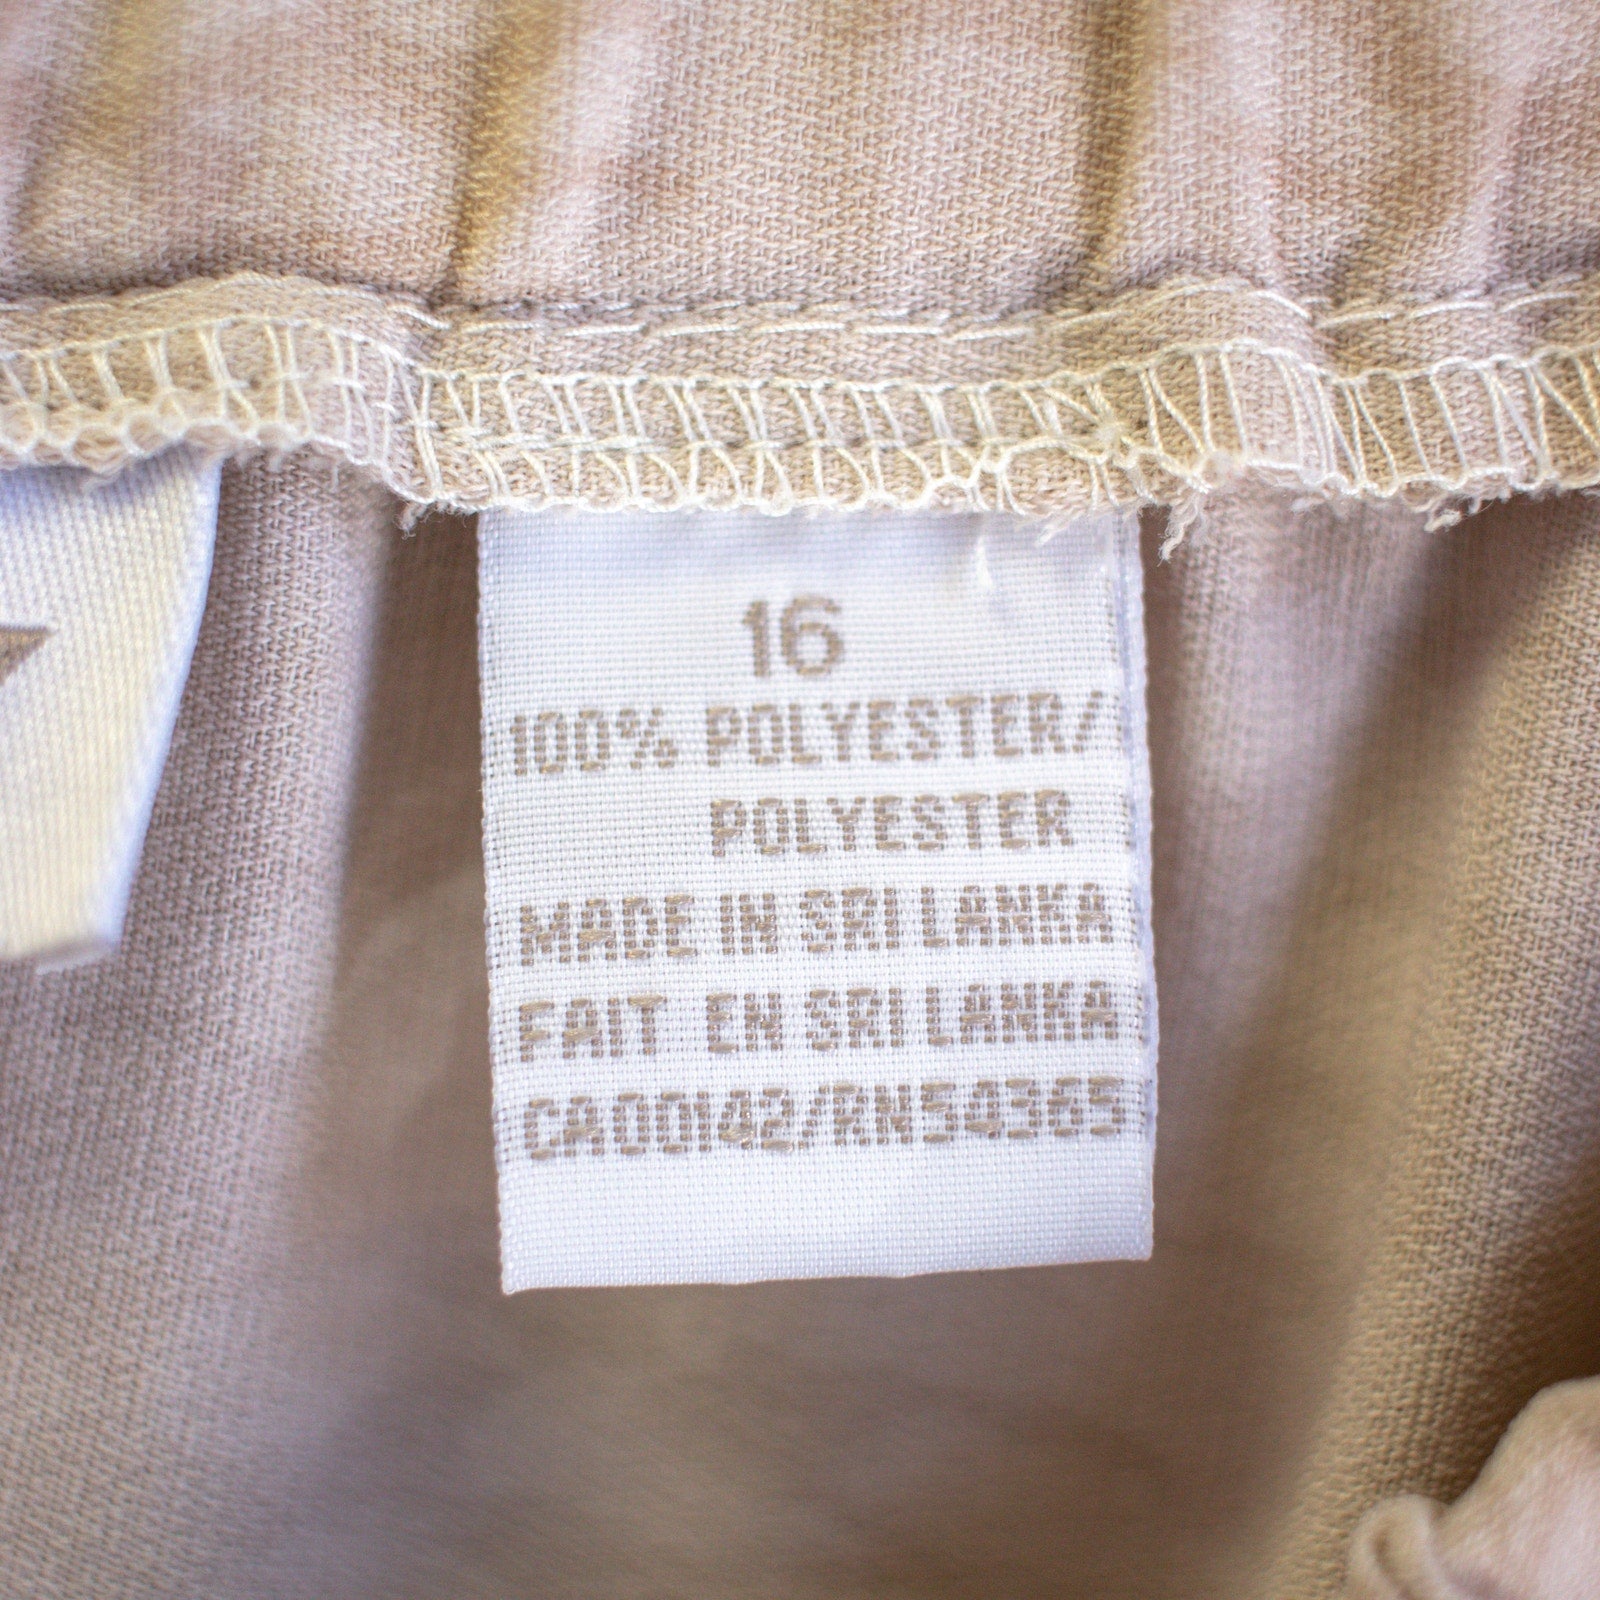 16
100% POLYESTER/
POLYESTER
MADE IN SRI LANKA
FAIT EN SRI LANKA
CA00142/RN54365